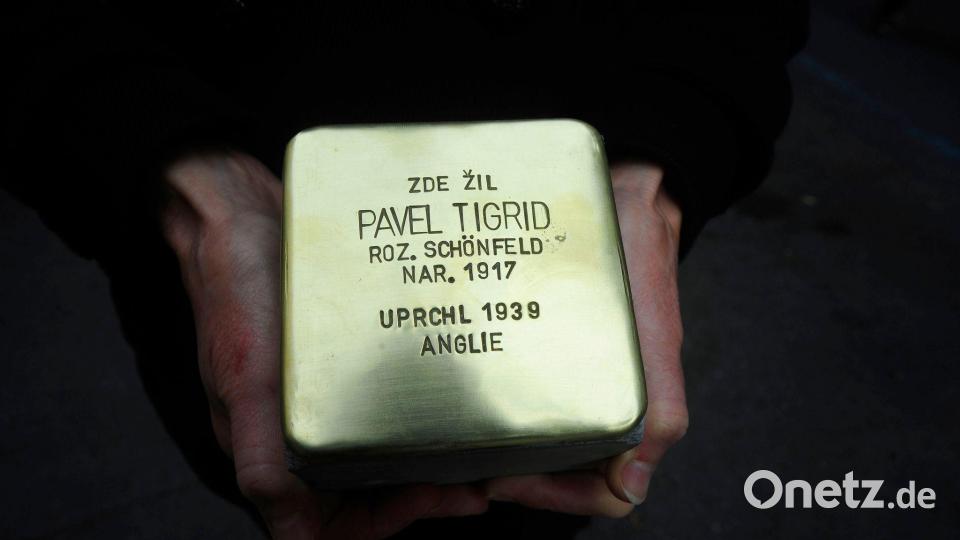 ZDE ŽIL
PAVEL TIGRID
ROZ. SCHÖNFELD
NAR. 1917
UPRCHL 1939
ANGLIE
Onetz.de